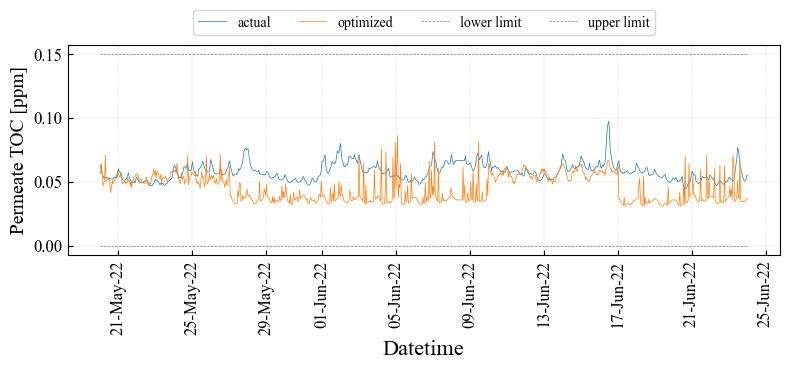 actual optimized lower limit upper limit
Permeate TOC [ppm]
0.15
0.10
0.05
0.00
21-May-22
25-May-22
29-May-22
01-Jun-22
05-Jun-22
09-Jun-22
13-Jun-22
17-Jun-22
21-Jun-22
25-Jun-22
Datetime